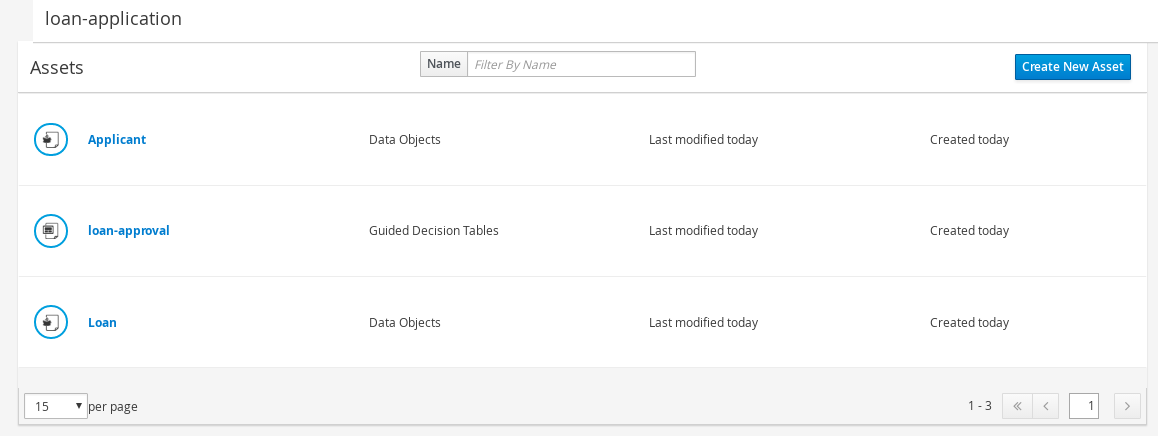 loan-application
Assets
Name Filter By Name
Create New Asset
Applicant Data Objects Last modified today Created today
loan-approval Guided Decision Tables Last modified today Created today
Loan Data Objects Last modified today Created today
15 per page 1 - 3 1